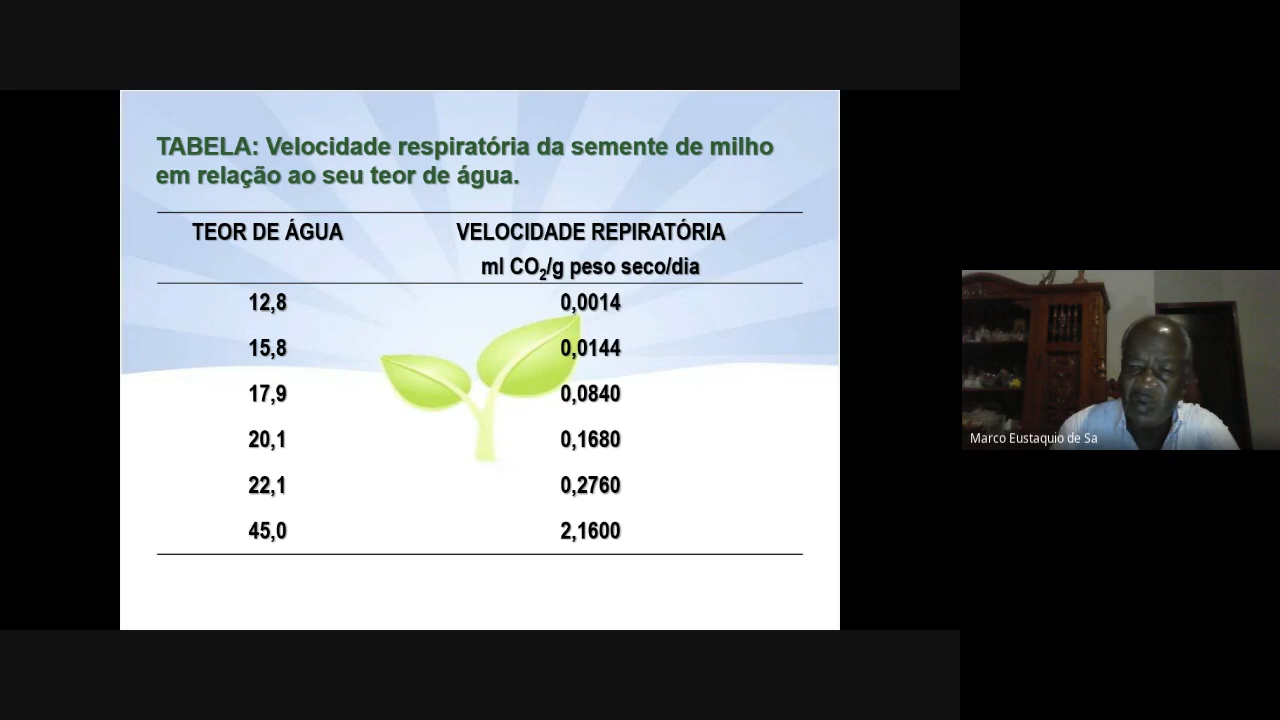 TABELA: Velocidade respiratória da semente de milho
em relação ao seu teor de água.
TEOR DE ÁGUA VELOCIDADE REPIRATÓRIA
ml CO₂/g peso seco/dia
12,8 0,0014
15,8 0,0144
17,9 0,0840
20,1 0,1680
22,1 0,2760
45,0 2,1600
Marco Eustaquio de Sa